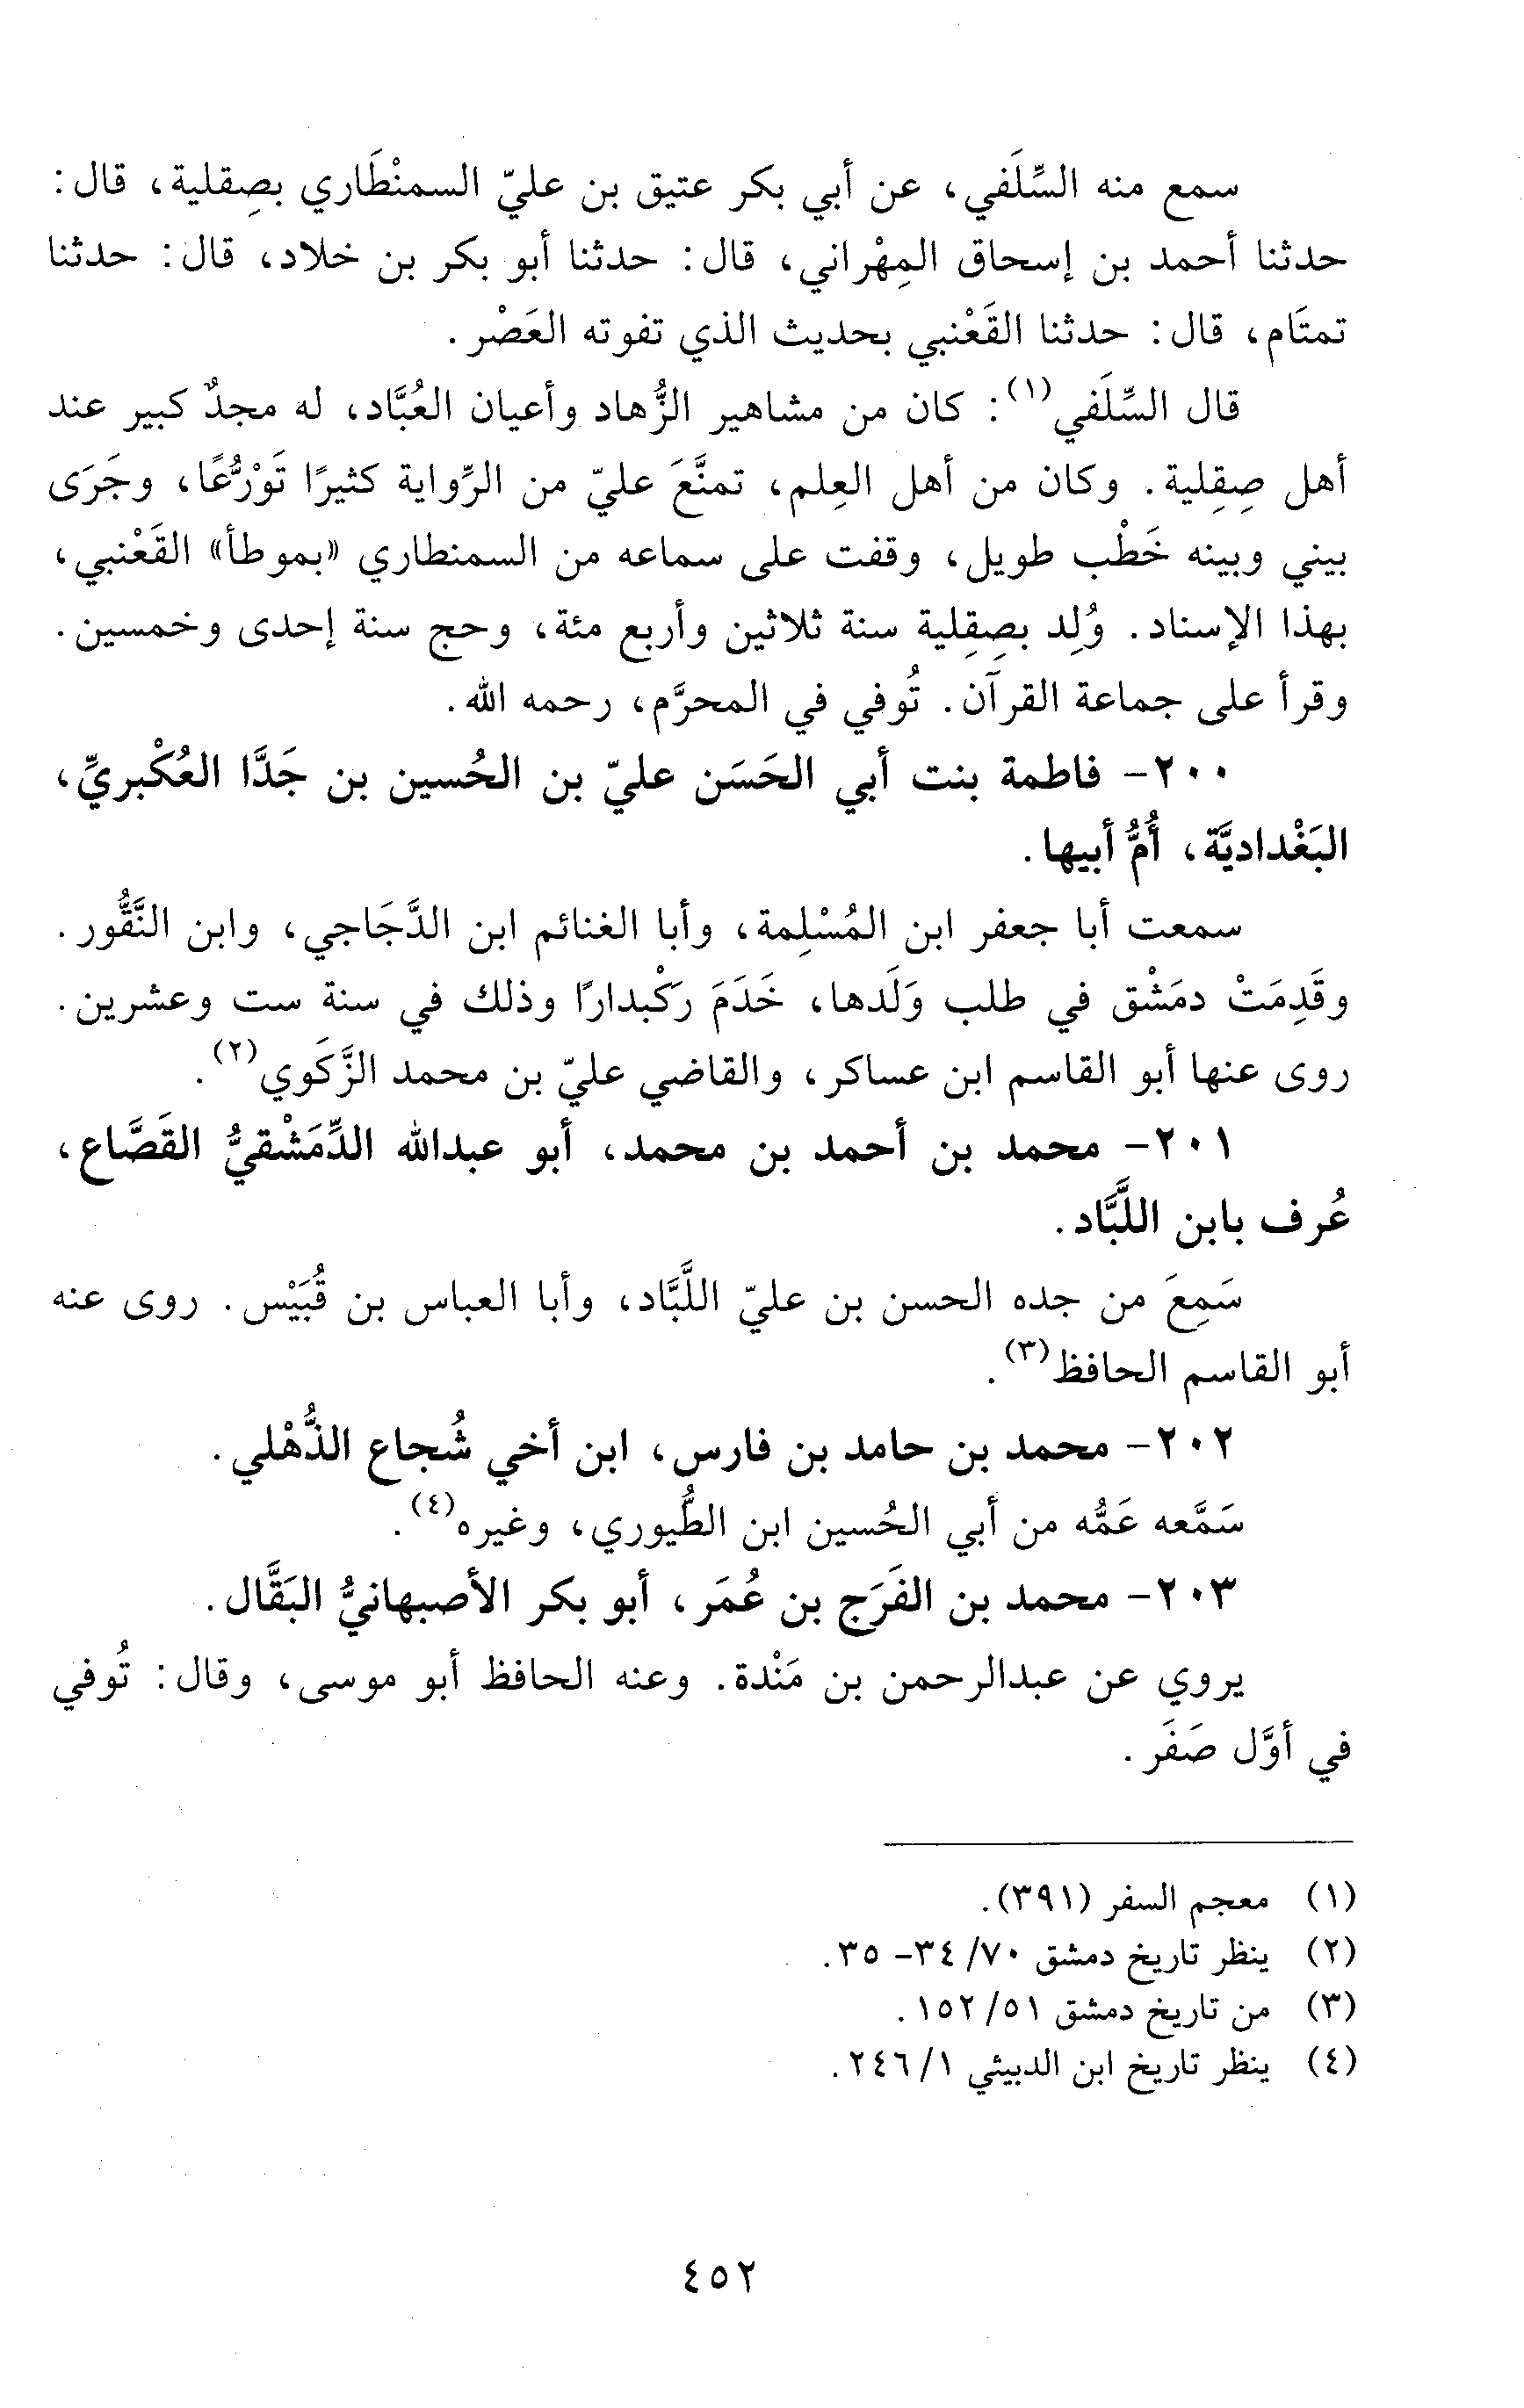 سمع منه السِّلَفي، عن أبي بكر عتيق بن عليّ السمنْطَاري بصِقلية، قال:
حدثنا أحمد بن إسحاق المِهْراني، قال: حدثنا أبو بكر بن خلاد، قال: حدثنا
تمتَام، قال: حدثنا القَعْنبي بحديث الذي تفوته العَصْر.
قال السِّلَفي(١): كان من مشاهير الزُّهاد وأعيان العُبَّاد، له مجدٌ كبير عند
أهل صِقِلية. وكان من أهل العِلم، تمنَّعَ عليّ من الرِّواية كثيرًا تَوْرُّعًا، وجَرَى
بيني وبينه خَطْب طويل، وقفت على سماعه من السمنطاري «بموطأ» القَعْنبي،
بهذا الإسناد. وُلِد بصِقِلية سنة ثلاثين وأربع مئة، وحج سنة إحدى وخمسين.
وقرأ على جماعة القرآن. تُوفي في المحرَّم، رحمه الله.
٢٠٠- فاطمة بنت أبي الحَسَن عليّ بن الحُسين بن جَدَّا العُكْبريِّ،
البَغْداديَّة، أُمُّ أبيها.
سمعت أبا جعفر ابن المُسْلِمة، وأبا الغنائم ابن الدَّجَاجي، وابن النَّقُّور.
وقَدِمَتْ دمَشْق في طلب وَلَدها، خَدَمَ رَكْبدارًا وذلك في سنة ست وعشرين.
روى عنها أبو القاسم ابن عساكر، والقاضي عليّ بن محمد الزَّكَوي(٢).
٢٠١- محمد بن أحمد بن محمد، أبو عبدالله الدِّمَشْقيُّ القَصَّاع،
عُرف بابن اللَّبَّاد.
سَمِعَ من جده الحسن بن عليّ اللَّبَّاد، وأبا العباس بن قُبَيْس. روى عنه
أبو القاسم الحافظ(٣).
٢٠٢- محمد بن حامد بن فارس، ابن أخي شُجاع الذُّهْلي.
سَمَّعه عَمُّه من أبي الحُسين ابن الطُّيوري، وغيره(٤).
٢٠٣- محمد بن الفَرَج بن عُمَر، أبو بكر الأصبهانيُّ البَقَّال.
يروي عن عبدالرحمن بن مَنْدة. وعنه الحافظ أبو موسى، وقال: تُوفي
في أوَّل صَفَر.
(١) معجم السفر (٣٩١).
(٢) ينظر تاريخ دمشق ٧٠/ ٣٤- ٣٥.
(٣) من تاريخ دمشق ٥١/ ١٥٢.
(٤) ينظر تاريخ ابن الدبيثي ١/ ٢٤٦.
٤٥٢